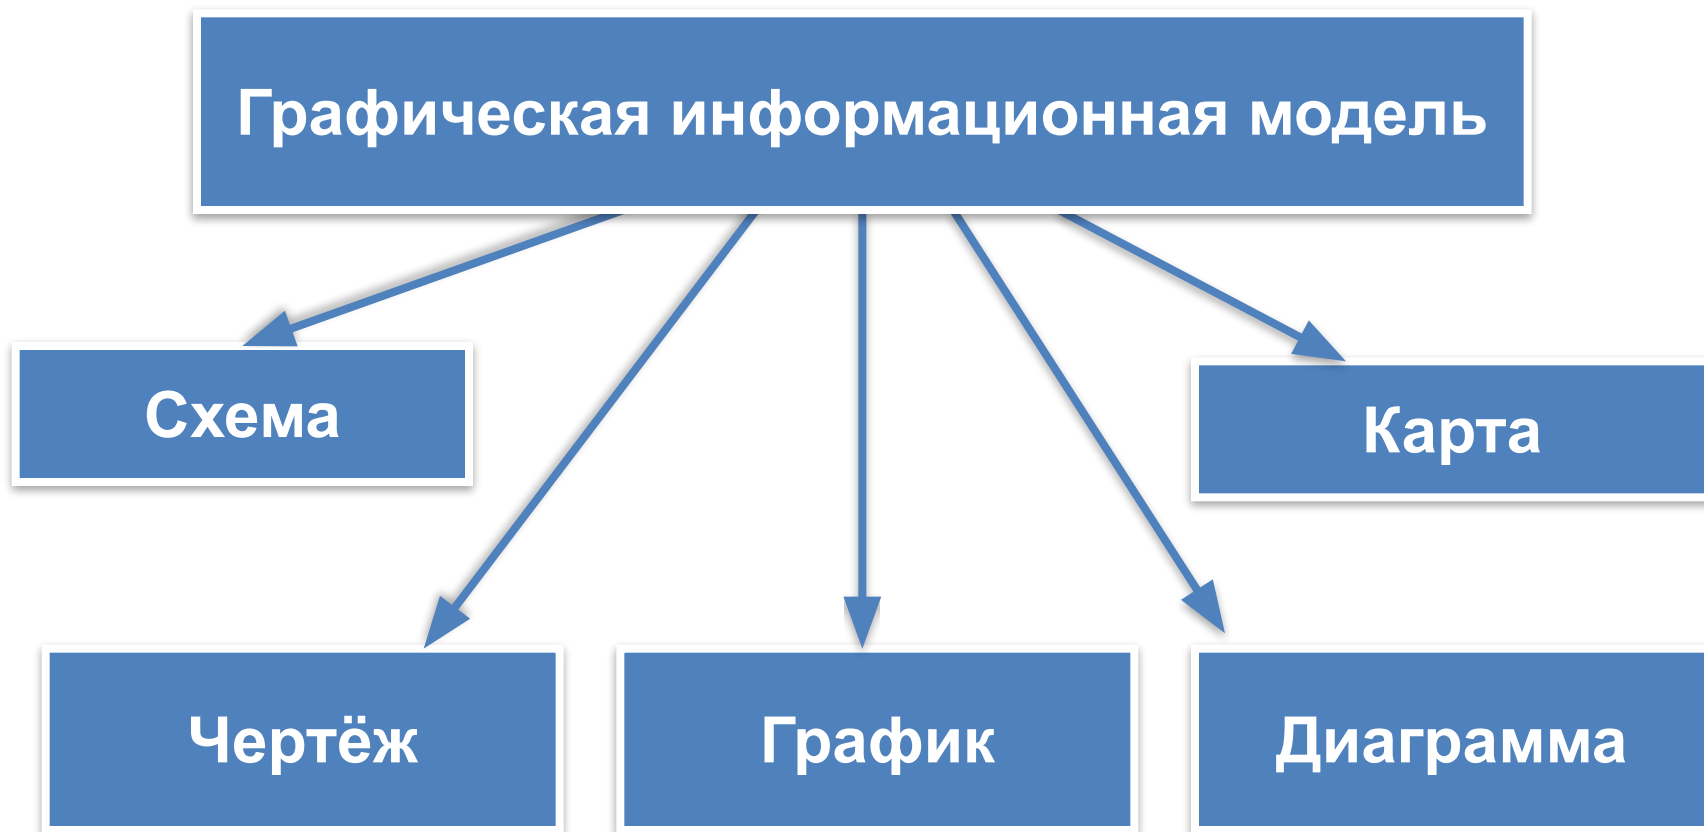 Графическая информационная модель
Схема
Карта
Чертёж
График
Диаграмма